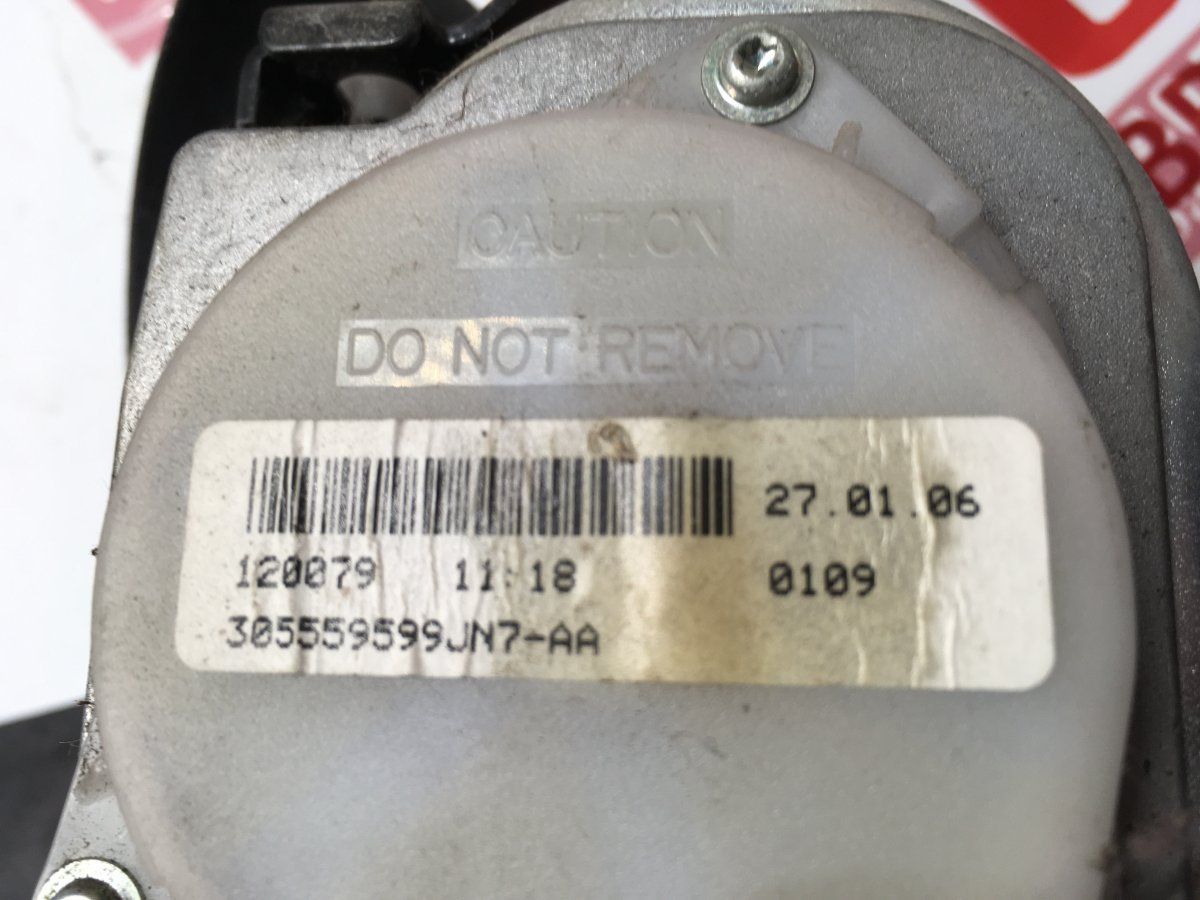 CAUTION
DO NOT REMOVE
27.01.06
120079 11:18 0109
305559599JN7-AA